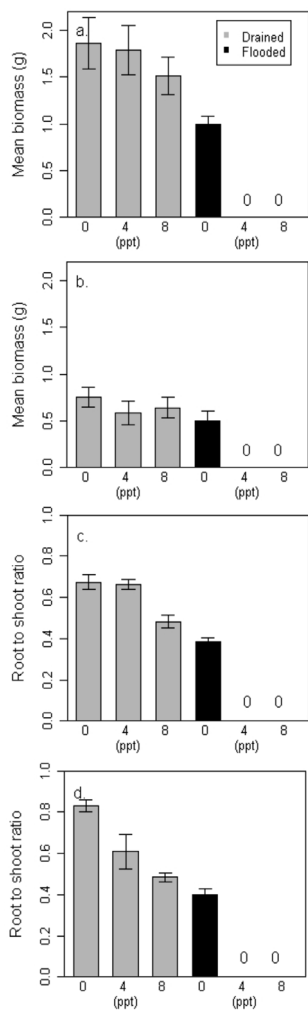 a.
Drained
Flooded
Mean biomass (g)
2.0
1.5
1.0
0.5
0.0
0 0
0 4 8 0 4 8
(ppt) (ppt)
b.
Mean biomass (g)
2.0
1.5
1.0
0.5
0.0
0 0
0 4 8 0 4 8
(ppt) (ppt)
c.
Root to shoot ratio
1.0
0.8
0.6
0.4
0.2
0.0
0 0
0 4 8 0 4 8
(ppt) (ppt)
d.
Root to shoot ratio
1.0
0.8
0.6
0.4
0.2
0.0
0 0
0 4 8 0 4 8
(ppt) (ppt)